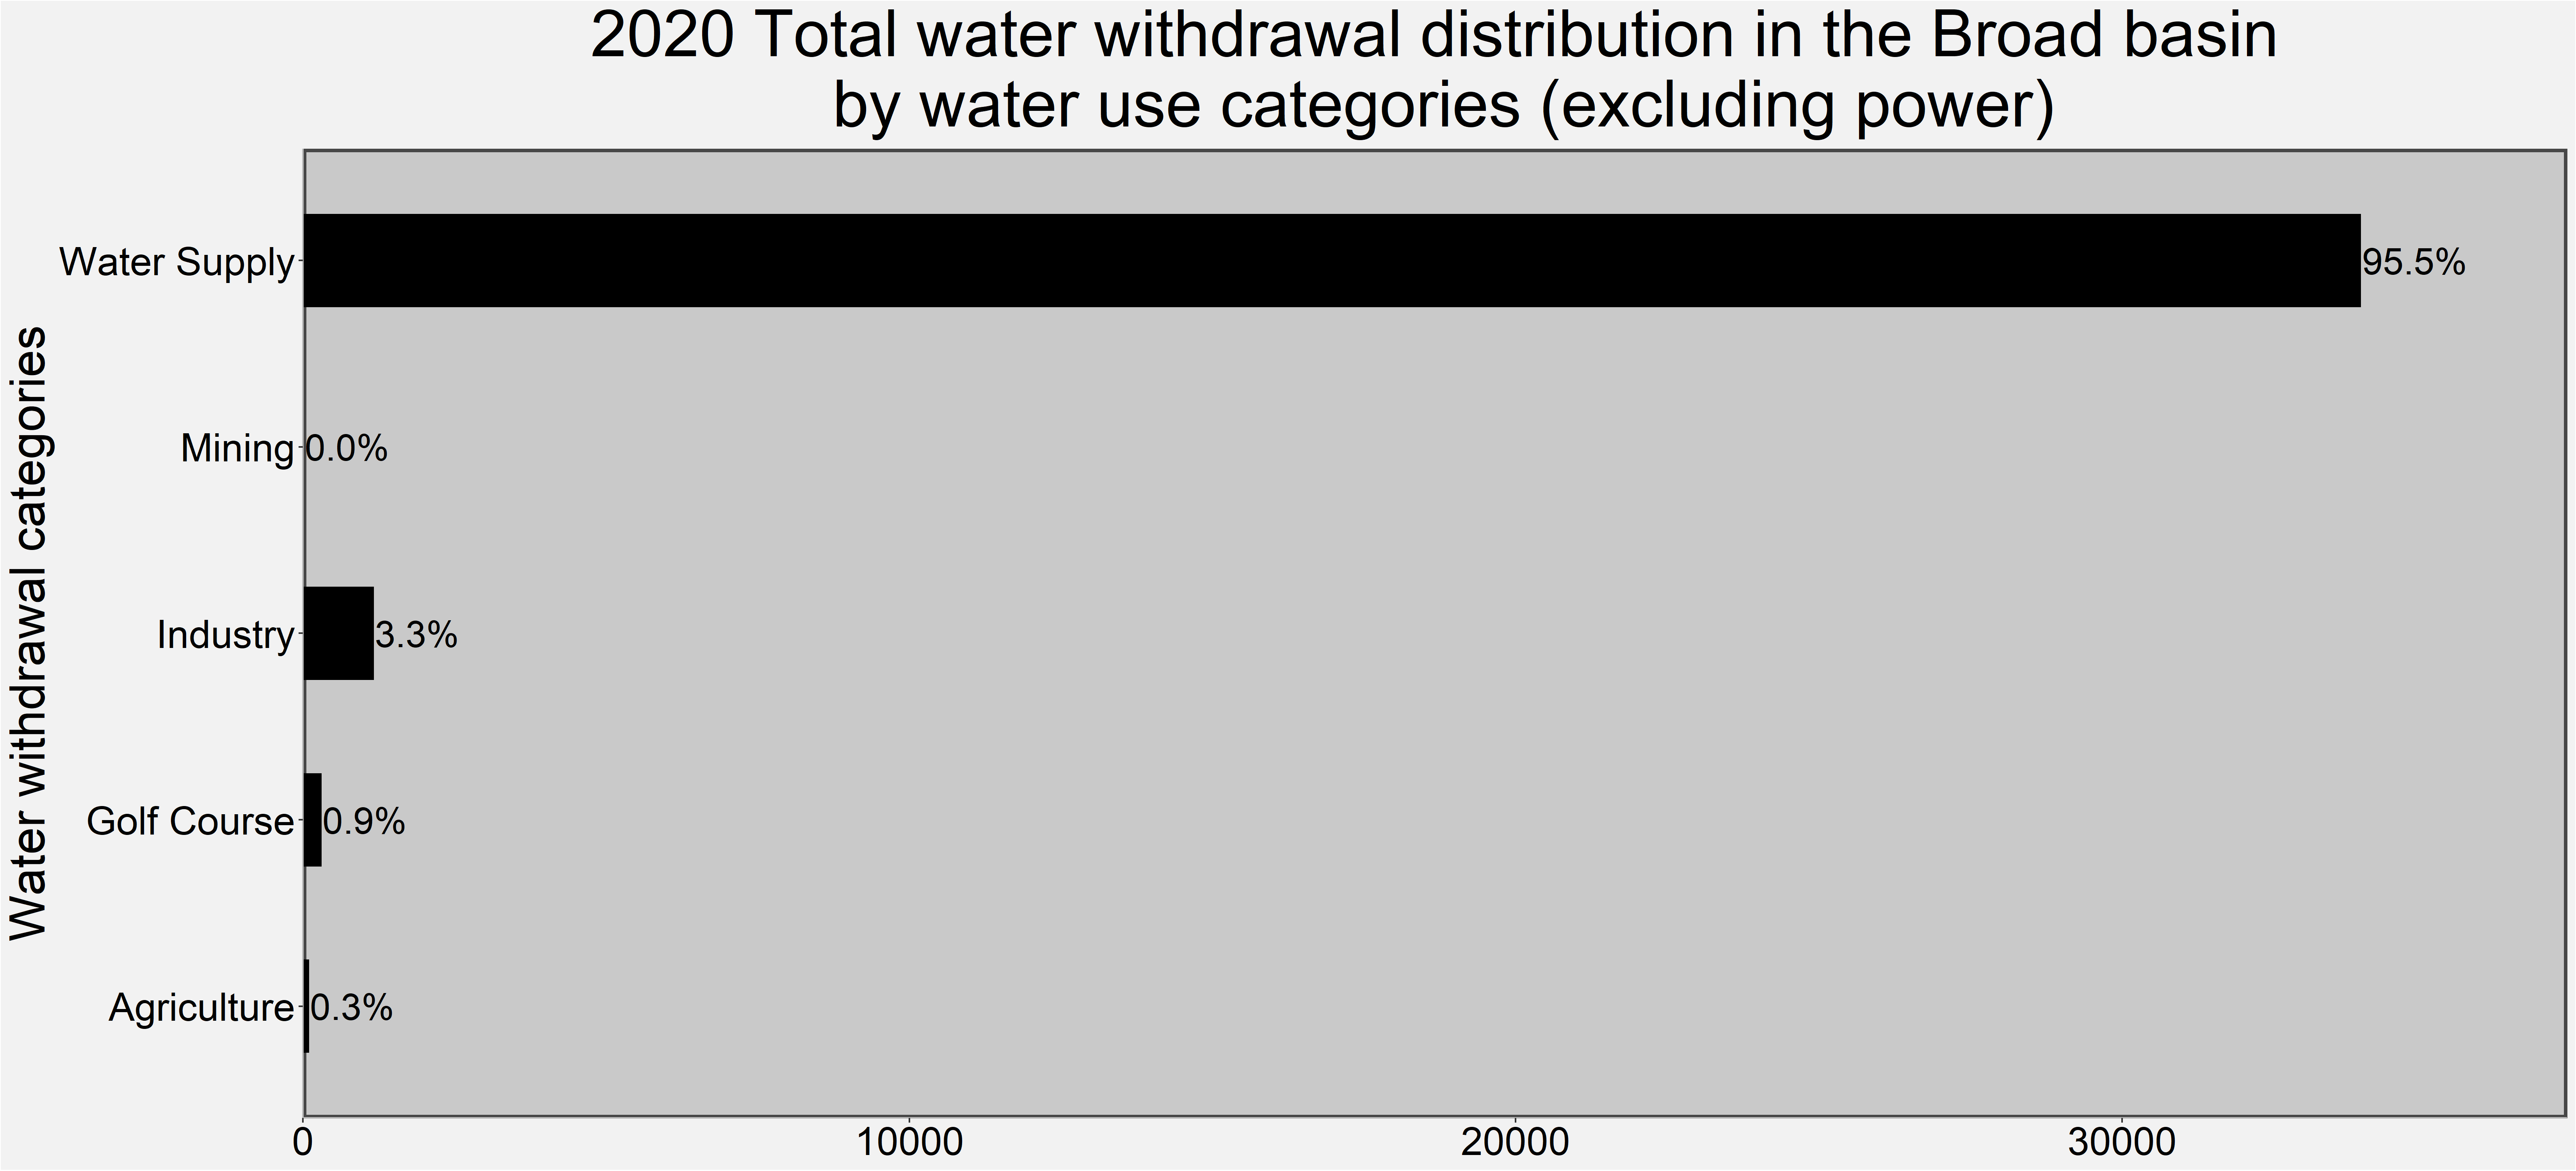 2020 Total water withdrawal distribution in the Broad basin
by water use categories (excluding power)
Water withdrawal categories
Water Supply
95.5%
Mining
0.0%
Industry
3.3%
Golf Course
0.9%
Agriculture
0.3%
0
10000
20000
30000